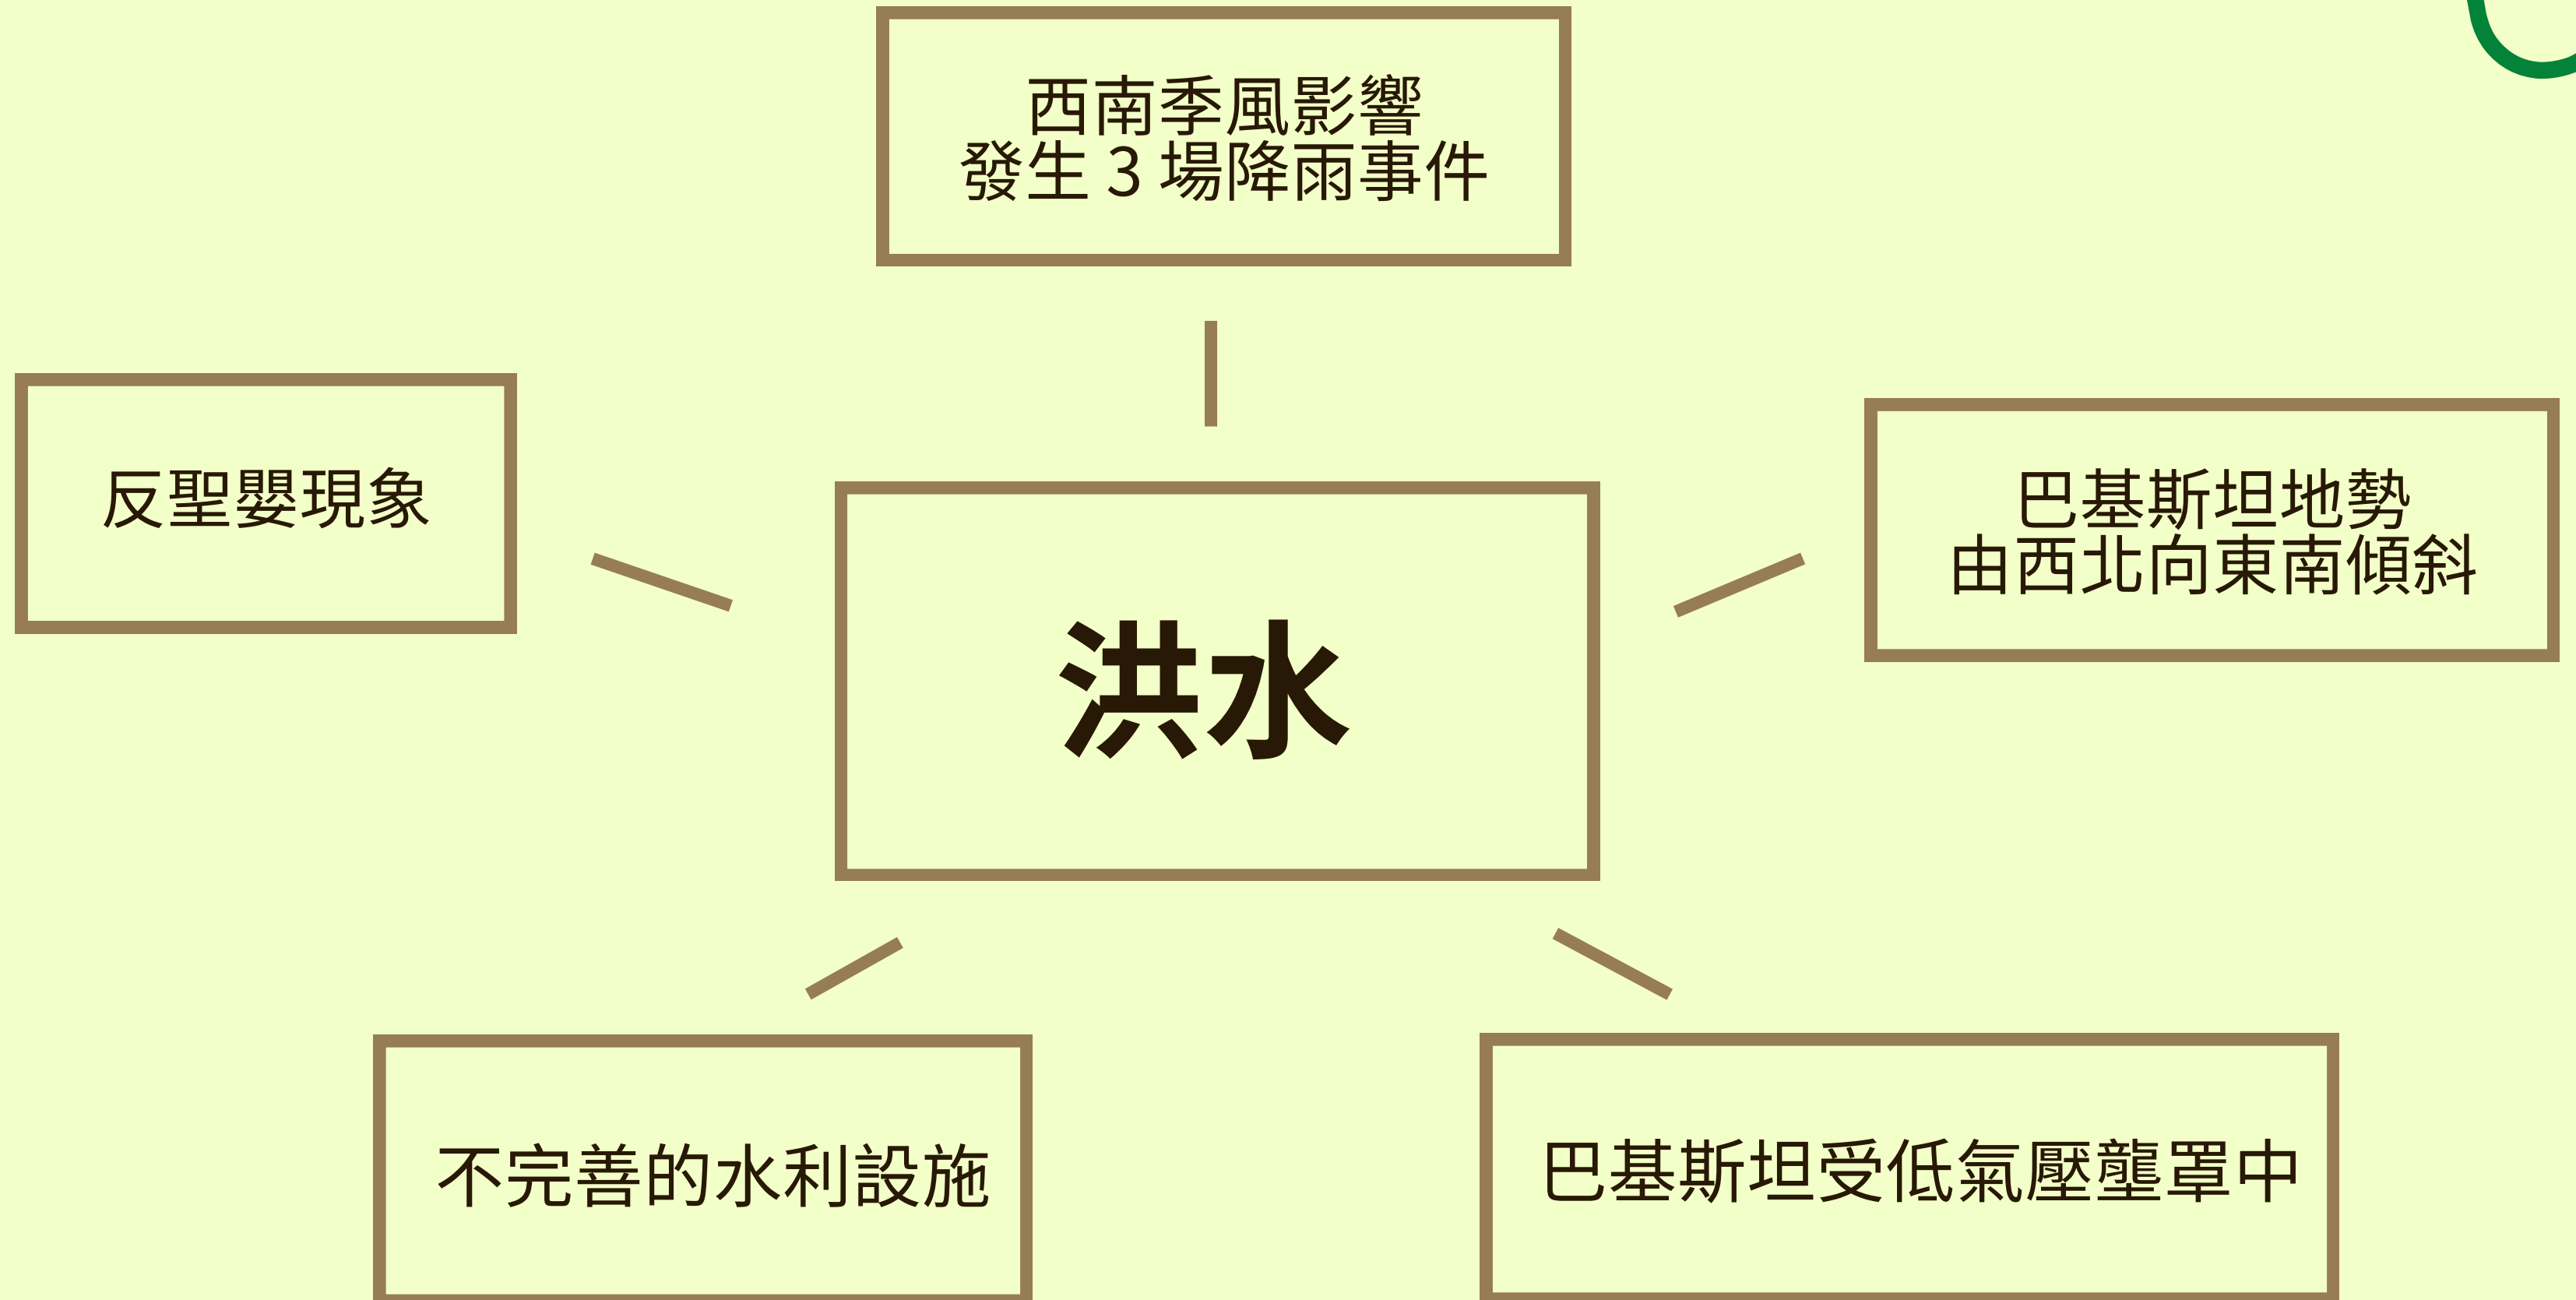 西南季風影響
發生 3 場降雨事件
反聖嬰現象
巴基斯坦地勢
由西北向東南傾斜
洪水
不完善的水利設施
巴基斯坦受低氣壓壟罩中